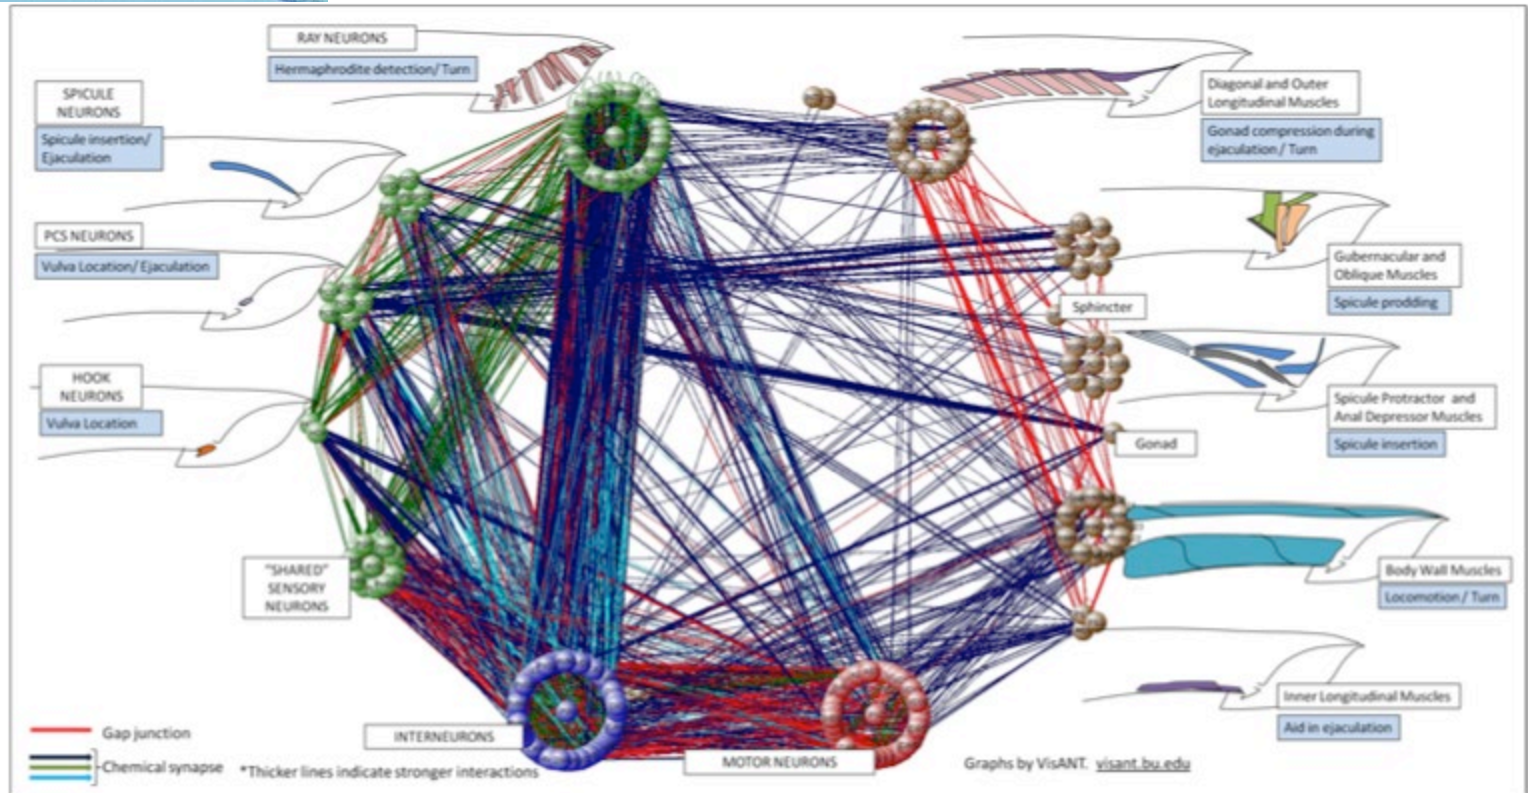 RAY NEURONS
Hermaphrodite detection/ Turn
SPICULE
NEURONS
Spicule insertion/
Ejaculation
PCS NEURONS
Vulva Location/ Ejaculation
HOOK
NEURONS
Vulva Location
"SHARED"
SENSORY
NEURONS
INTERNEURONS
MOTOR NEURONS
Diagonal and Outer
Longitudinal Muscles
Gonad compression during
ejaculation / Turn
Gubernacular and
Oblique Muscles
Spicule prodding
Sphincter
Spicule Protractor and
Anal Depressor Muscles
Spicule insertion
Gonad
Body Wall Muscles
Locomotion / Turn
Inner Longitudinal Muscles
Aid in ejaculation
Gap junction
Chemical synapse
*Thicker lines indicate stronger interactions
Graphs by VisANT. visant.bu.edu